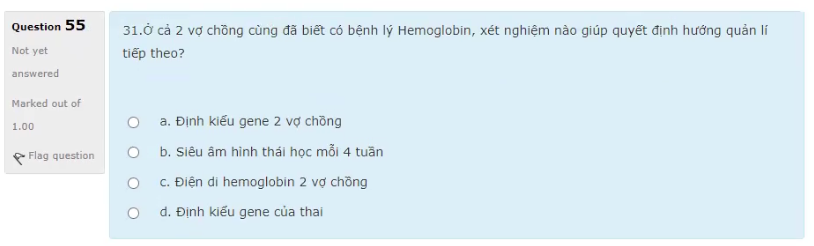 Question 55
Not yet
answered
Marked out of
1.00
Flag question
31.Ở cả 2 vợ chồng cùng đã biết có bệnh lý Hemoglobin, xét nghiệm nào giúp quyết định hướng quản lí
tiếp theo?
a. Định kiểu gene 2 vợ chồng
b. Siêu âm hình thái học mỗi 4 tuần
c. Điện di hemoglobin 2 vợ chồng
d. Định kiểu gene của thai